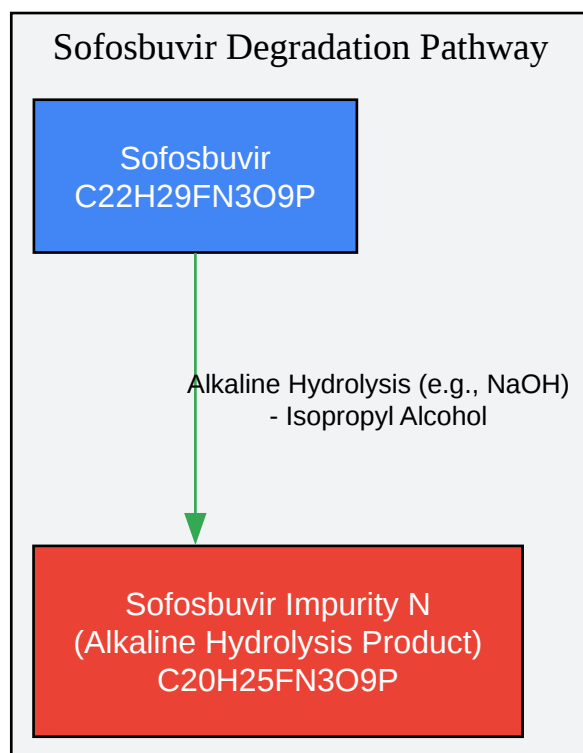 Sofosbuvir Degradation Pathway
Sofosbuvir
C22H29FN3O9P
Alkaline Hydrolysis (e.g., NaOH)
- Isopropyl Alcohol
Sofosbuvir Impurity N
(Alkaline Hydrolysis Product)
C20H25FN3O9P